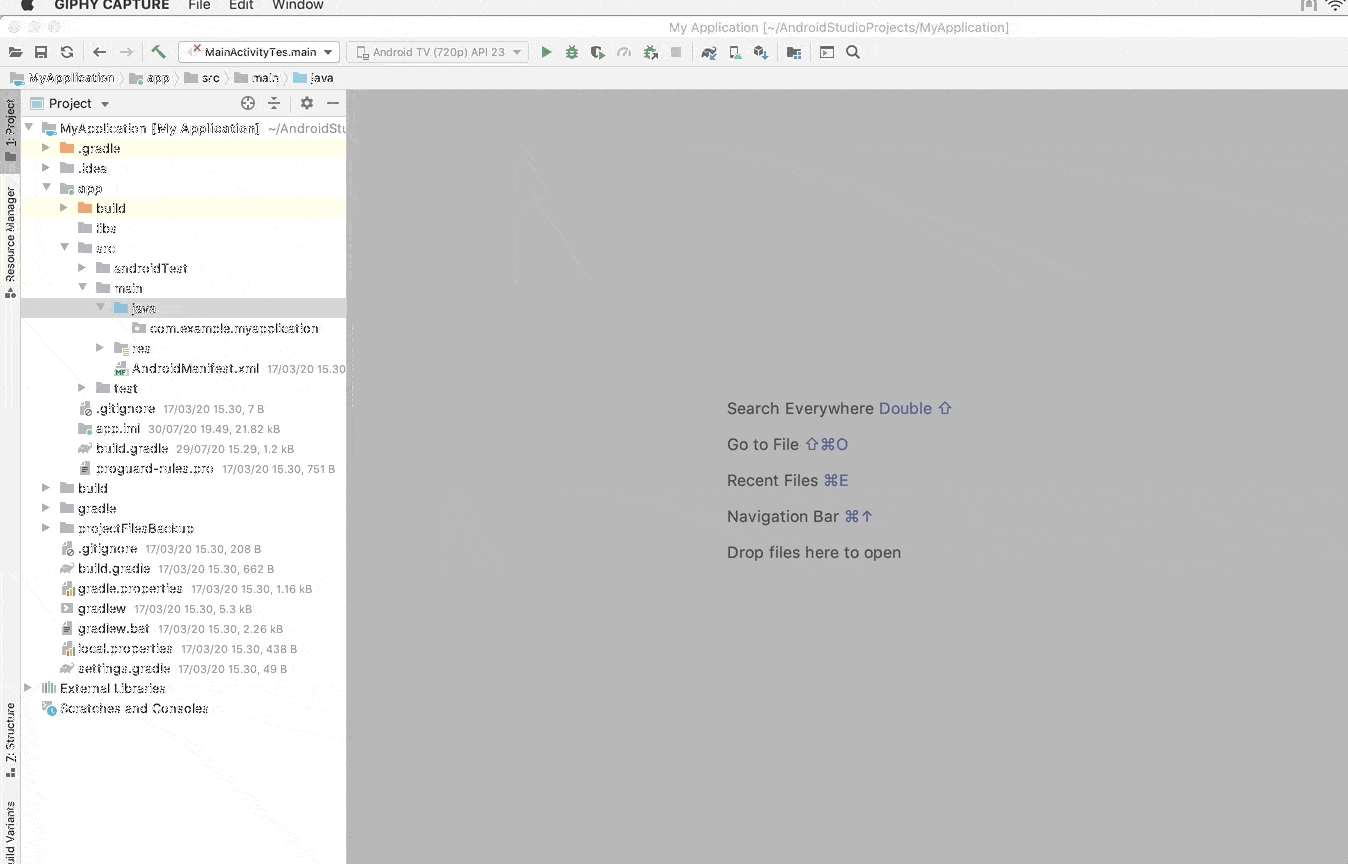 GIPHY CAPTURE File Edit Window
My Application [~/AndroidStudioProjects/MyApplication]
MainActivityTes.main Android TV (720p) API 23
MyApplication app src main java
1: Project
Project
MyApplication [My Application] ~/AndroidStu
.gradle
.idea
app
build
Resource Manager
libs
src
androidTest
main
java
com.example.myapplication
res
AndroidManifest.xml 17/03/20 15.30
test
.gitignore 17/03/20 15.30, 7 B
app.iml 30/07/20 19.49, 21.82 kB
build.gradle 29/07/20 15.29, 1.2 kB
proguard-rules.pro 17/03/20 15.30, 751 B
build
gradle
projectFilesBackup
.gitignore 17/03/20 15.30, 208 B
build.gradle 17/03/20 15.30, 662 B
gradle.properties 17/03/20 15.30, 1.16 kB
gradlew 17/03/20 15.30, 5.3 kB
gradlew.bat 17/03/20 15.30, 2.26 kB
local.properties 17/03/20 15.30, 438 B
settings.gradle 17/03/20 15.30, 49 B
External Libraries
Scratches and Consoles
Z: Structure
uild Variants
Search Everywhere Double ⇧
Go to File ⇧⌘O
Recent Files ⌘E
Navigation Bar ⌘↑
Drop files here to open